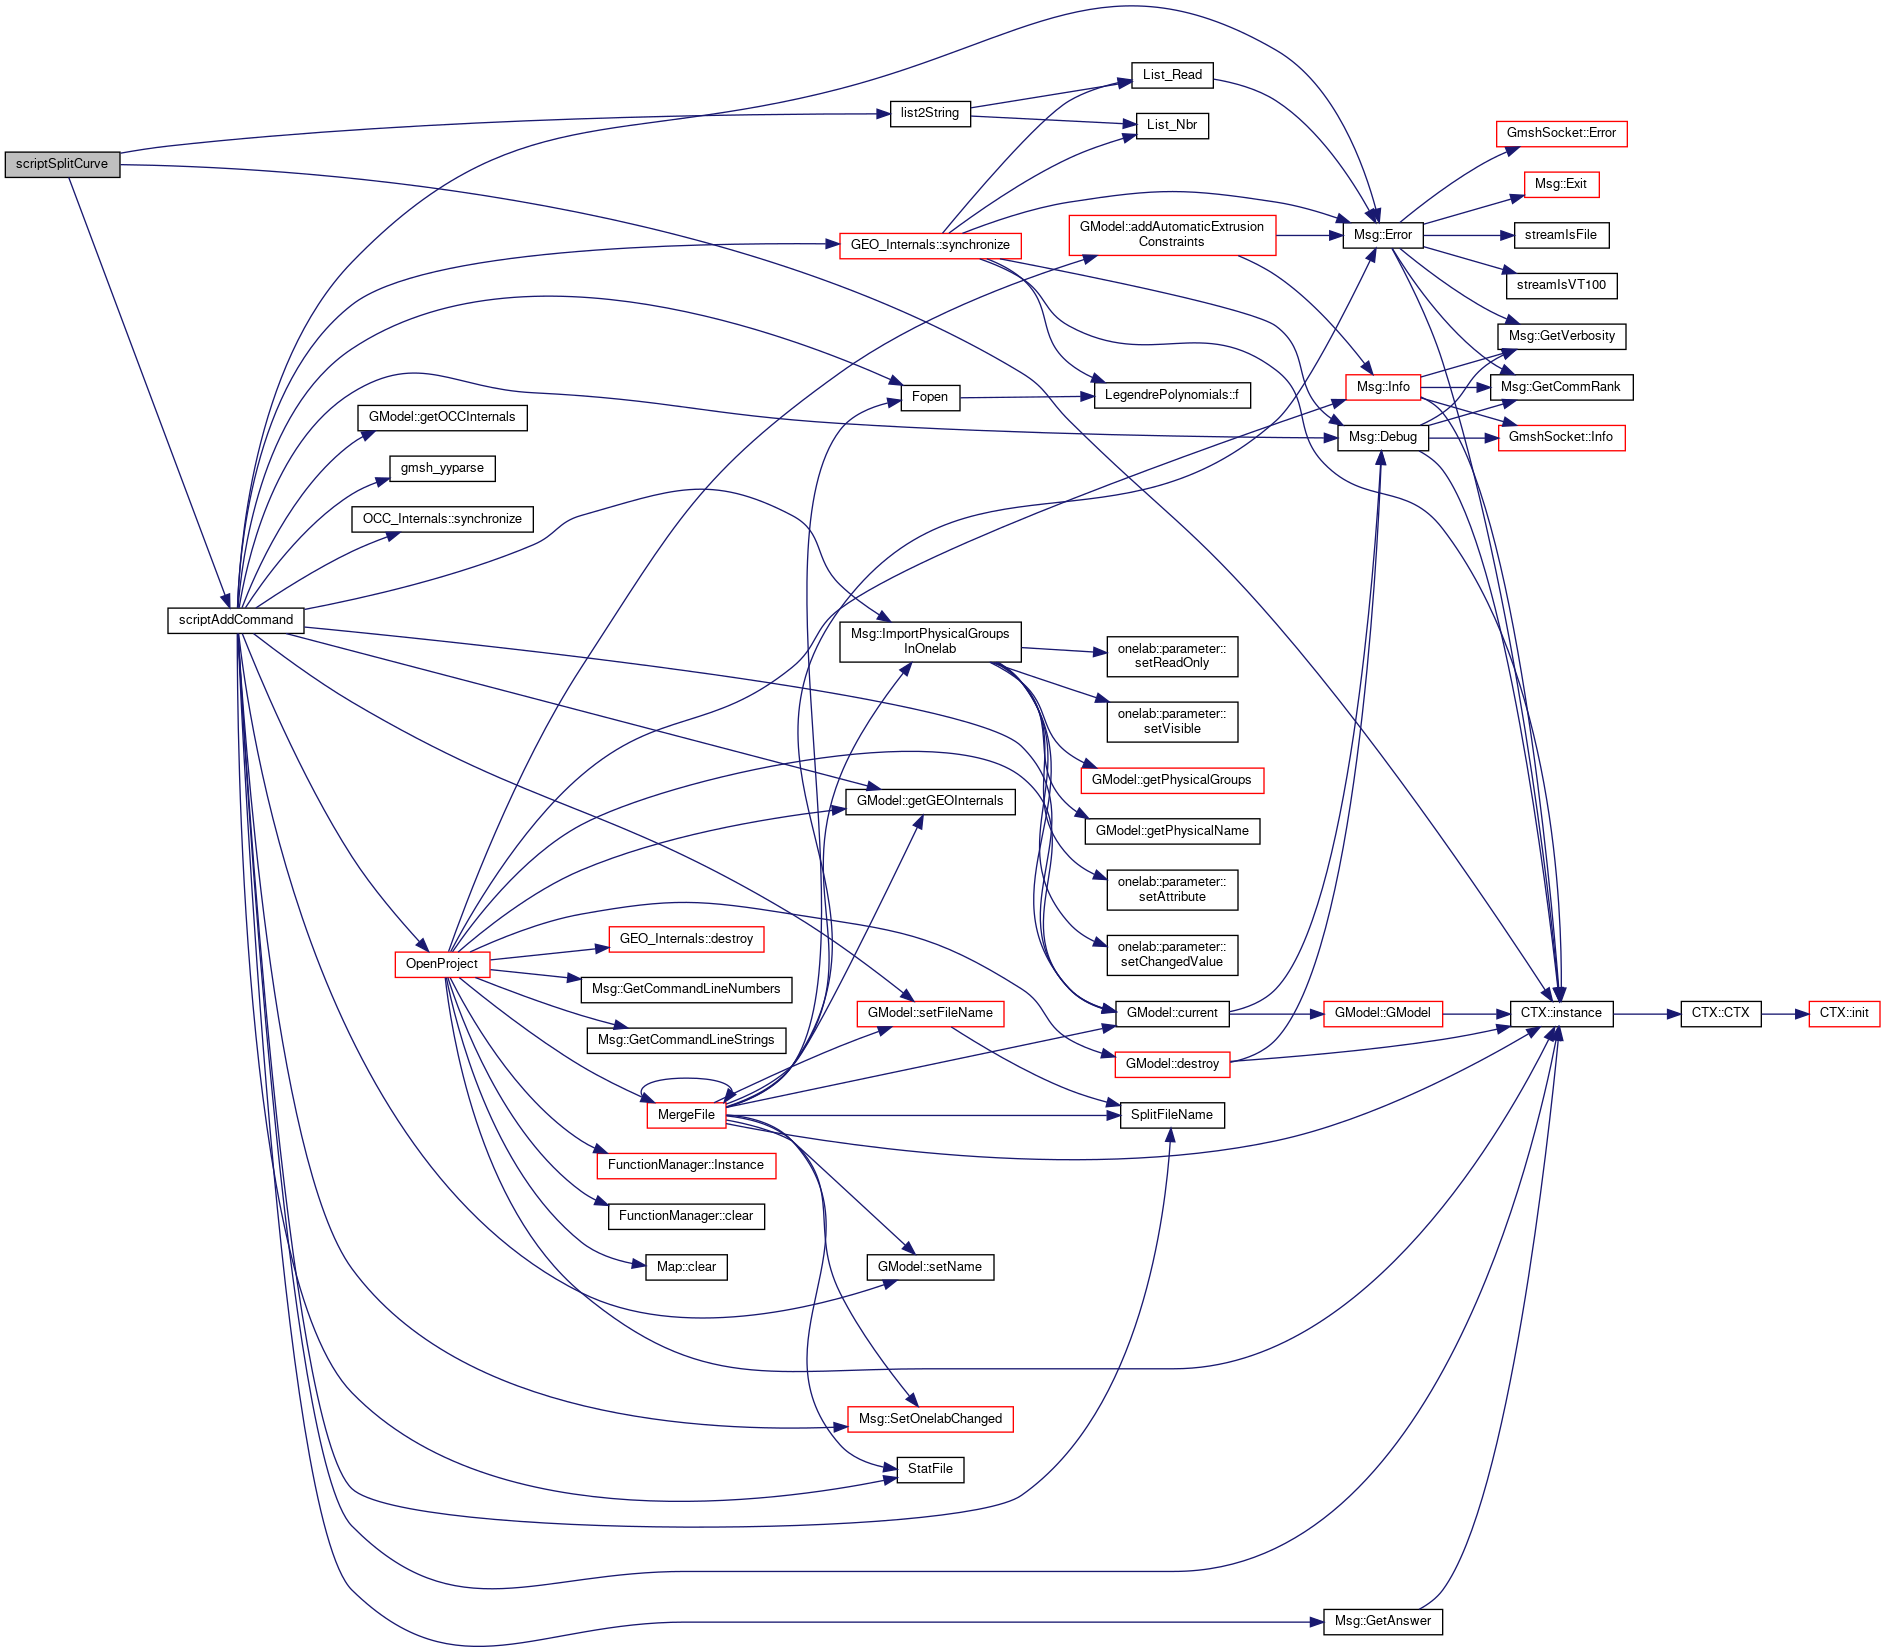 scriptSplitCurve
list2String
List_Read
List_Nbr
GEO_Internals::synchronize
GModel::addAutomaticExtrusion
Constraints
Msg::Error
GmshSocket::Error
Msg::Exit
streamIsFile
streamIsVT100
Msg::GetVerbosity
Msg::GetCommRank
GmshSocket::Info
Msg::Info
Msg::Debug
Fopen
LegendrePolynomials::f
GModel::getOCCInternals
gmsh_yyparse
OCC_Internals::synchronize
scriptAddCommand
Msg::ImportPhysicalGroups
InOnelab
onelab::parameter::
setReadOnly
onelab::parameter::
setVisible
GModel::getPhysicalGroups
GModel::getPhysicalName
onelab::parameter::
setAttribute
onelab::parameter::
setChangedValue
GModel::getGEOInternals
OpenProject
GEO_Internals::destroy
Msg::GetCommandLineNumbers
Msg::GetCommandLineStrings
GModel::setFileName
GModel::current
GModel::GModel
CTX::instance
CTX::CTX
CTX::init
GModel::destroy
MergeFile
SplitFileName
FunctionManager::Instance
FunctionManager::clear
Map::clear
GModel::setName
Msg::SetOnelabChanged
StatFile
Msg::GetAnswer